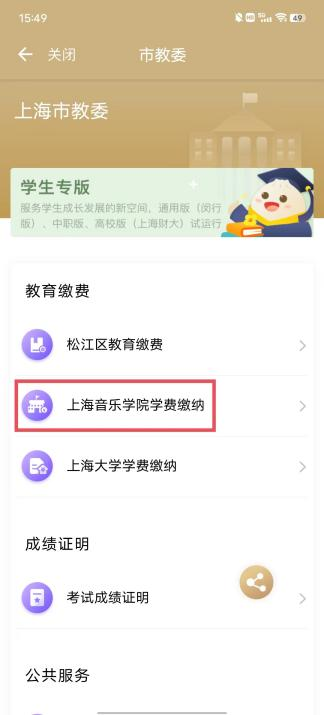 15:49
5G
49
关闭
市教委
上海市教委
学生专版
服务学生成长发展的新空间，通用版（闵行
版）、中职版、高校版（上海财大）试运行
教育缴费
松江区教育缴费
上海音乐学院学费缴纳
上海大学学费缴纳
成绩证明
考试成绩证明
公共服务